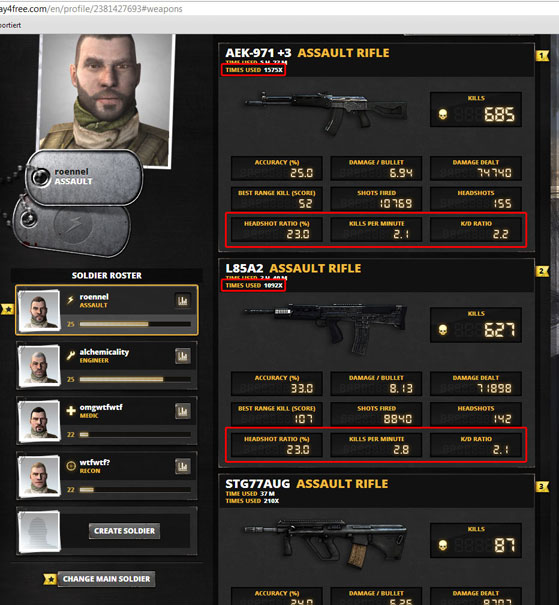 ay4free.com/en/profile/2381427693#weapons
portiert
AEK-971 +3 ASSAULT RIFLE
TIMES USED 1575X
KILLS
685
ACCURACY (%)
DAMAGE / BULLET
DAMAGE DEALT
25.0
6.94
74740
BEST RANGE KILL (SCORE)
SHOTS FIRED
HEADSHOTS
52
10769
155
HEADSHOT RATIO (%)
KILLS PER MINUTE
K/D RATIO
23.0
2.1
2.2
1
roennel
ASSAULT
SOLDIER ROSTER
roennel
ASSAULT
25
alchemicality
ENGINEER
25
omgwtfwtf
MEDIC
22
wtfwtf?
RECON
22
CREATE SOLDIER
CHANGE MAIN SOLDIER
L85A2 ASSAULT RIFLE
TIMES USED 1092X
KILLS
627
ACCURACY (%)
DAMAGE / BULLET
DAMAGE DEALT
33.0
8.13
71898
BEST RANGE KILL (SCORE)
SHOTS FIRED
HEADSHOTS
107
8840
142
HEADSHOT RATIO (%)
KILLS PER MINUTE
K/D RATIO
23.0
2.8
2.1
2
STG77AUG ASSAULT RIFLE
TIME USED 37 M
TIMES USED 210X
KILLS
87
ACCURACY (%)
DAMAGE / BULLET
DAMAGE DEALT
3